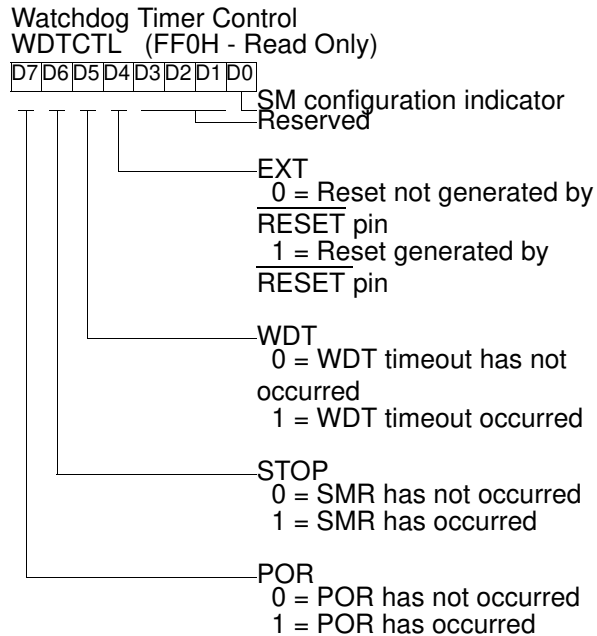 Watchdog Timer Control
WDTCTL (FF0H - Read Only)
D7 D6 D5 D4 D3 D2 D1 D0
SM configuration indicator
Reserved
EXT
0 = Reset not generated by
RESET pin
1 = Reset generated by
RESET pin
WDT
0 = WDT timeout has not
occurred
1 = WDT timeout occurred
STOP
0 = SMR has not occurred
1 = SMR has occurred
POR
0 = POR has not occurred
1 = POR has occurred